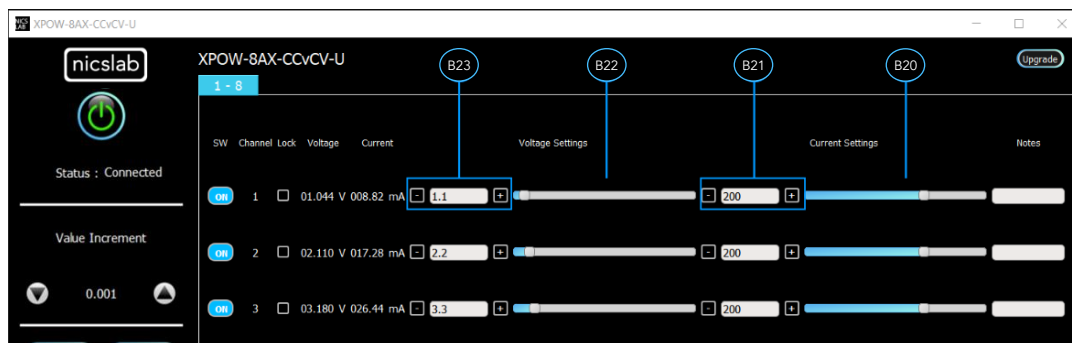 NICS LAB XPOW-8AX-CCvCV-U
nicslab
XPOW-8AX-CCvCV-U
B23 B22 B21 B20
Upgrade
1 - 8
SW Channel Lock Voltage Current Voltage Settings Current Settings Notes
Status : Connected
ON 1 01.044 V 008.82 mA - 1.1 + - 200 +
Value Increment
ON 2 02.110 V 017.28 mA - 2.2 + - 200 +
0.001
ON 3 03.180 V 026.44 mA - 3.3 + - 200 +